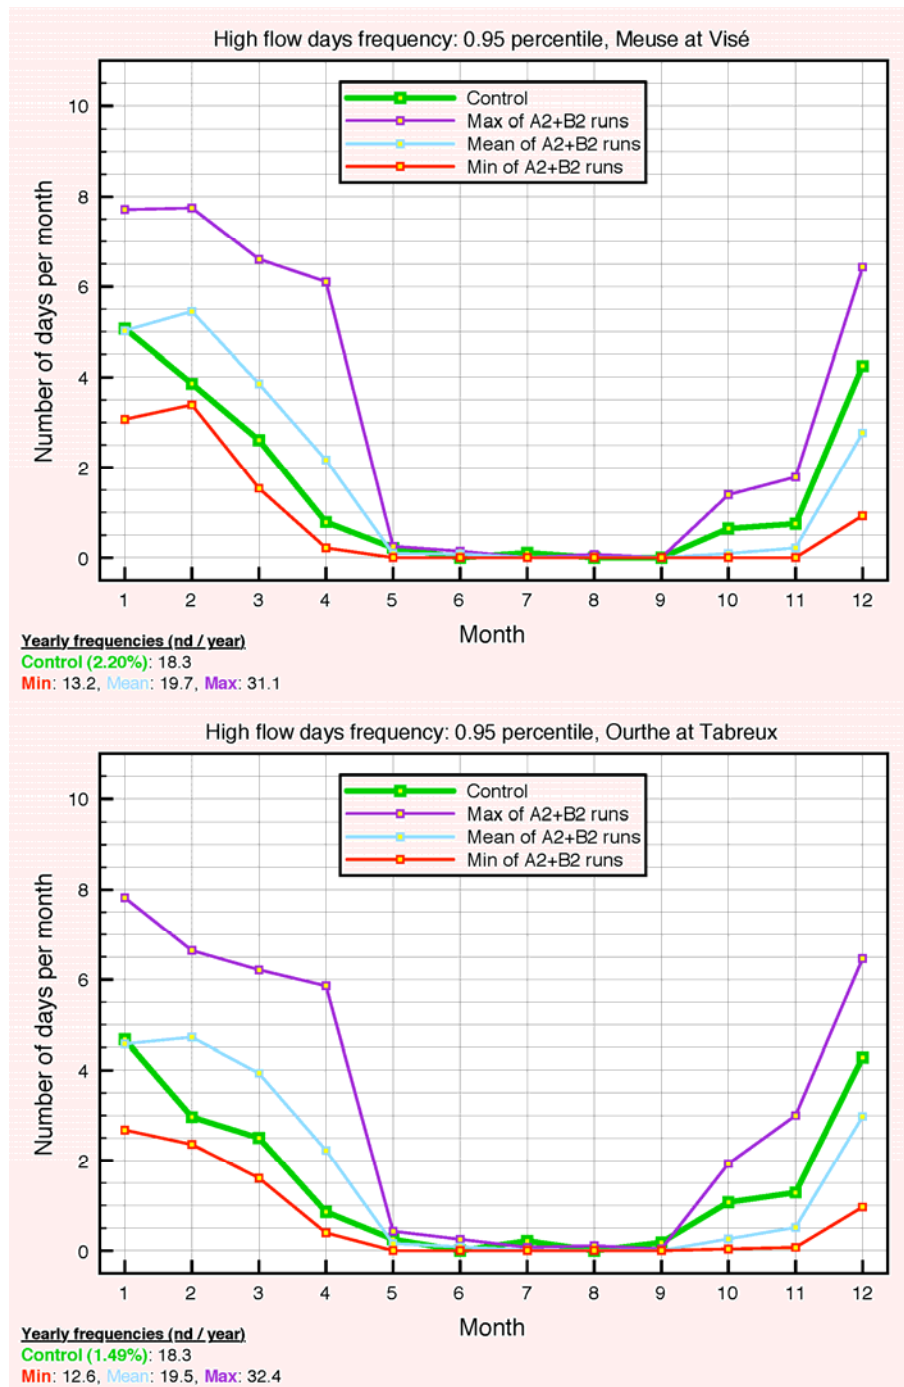 High flow days frequency: 0.95 percentile, Meuse at Visé
Control
Max of A2+B2 runs
Mean of A2+B2 runs
Min of A2+B2 runs
Number of days per month
10
8
6
4
2
0
1 2 3 4 5 6 7 8 9 10 11 12
Month
Yearly frequencies (nd / year)
Control (2.20%): 18.3
Min: 13.2, Mean: 19.7, Max: 31.1
High flow days frequency: 0.95 percentile, Ourthe at Tabreux
Control
Max of A2+B2 runs
Mean of A2+B2 runs
Min of A2+B2 runs
Number of days per month
10
8
6
4
2
0
1 2 3 4 5 6 7 8 9 10 11 12
Month
Yearly frequencies (nd / year)
Control (1.49%): 18.3
Min: 12.6, Mean: 19.5, Max: 32.4